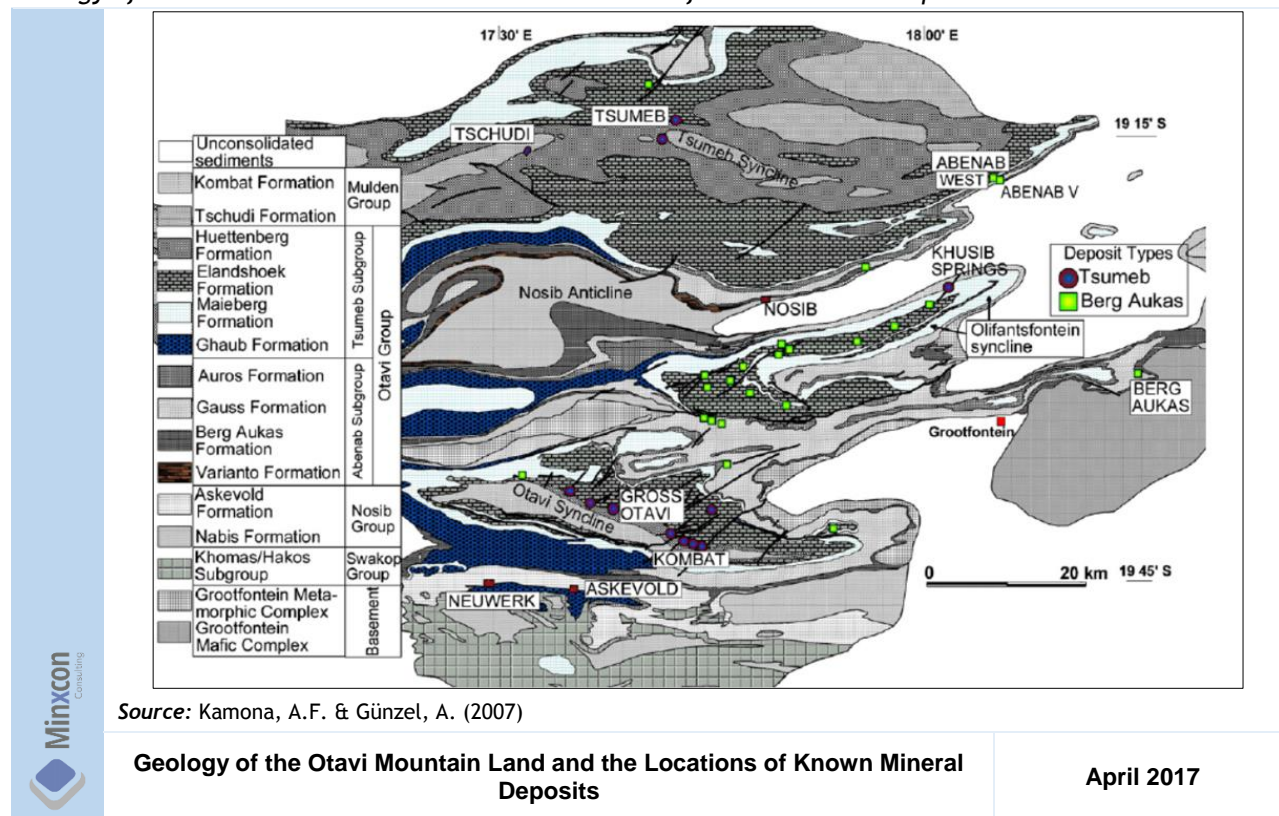 17 30' E
18 00' E
19 15' S
TSUMEB
TSCHUDI
Tsumeb Syncline
ABENAB
WEST
ABENAB V
Unconsolidated
sediments
Kombat Formation
Mulden
Group
Tschudi Formation
Huettenberg
Formation
Elandshoek
Formation
Maieberg
Formation
Ghaub Formation
Tsumeb Subgroup
Auros Formation
Gauss Formation
Berg Aukas
Formation
Varianto Formation
Abenab Subgroup
Otavi Group
Askevold
Formation
Nosib
Group
Nabis Formation
Khomas/Hakos
Subgroup
Swakop
Group
Grootfontein Meta-
morphic Complex
Grootfontein
Mafic Complex
Basement
Nosib Anticline
NOSIB
KHUSIB
SPRINGS
Deposit Types
Tsumeb
Berg Aukas
Olifantsfontein
syncline
BERG
AUKAS
Grootfontein
Otavi Syncline
GROSS
OTAVI
KOMBAT
NEUWERK
ASKEVOLD
0 20 km
19 45' S
Minxcon
Consulting
Source: Kamona, A.F. & Günzel, A. (2007)
Geology of the Otavi Mountain Land and the Locations of Known Mineral
Deposits
April 2017